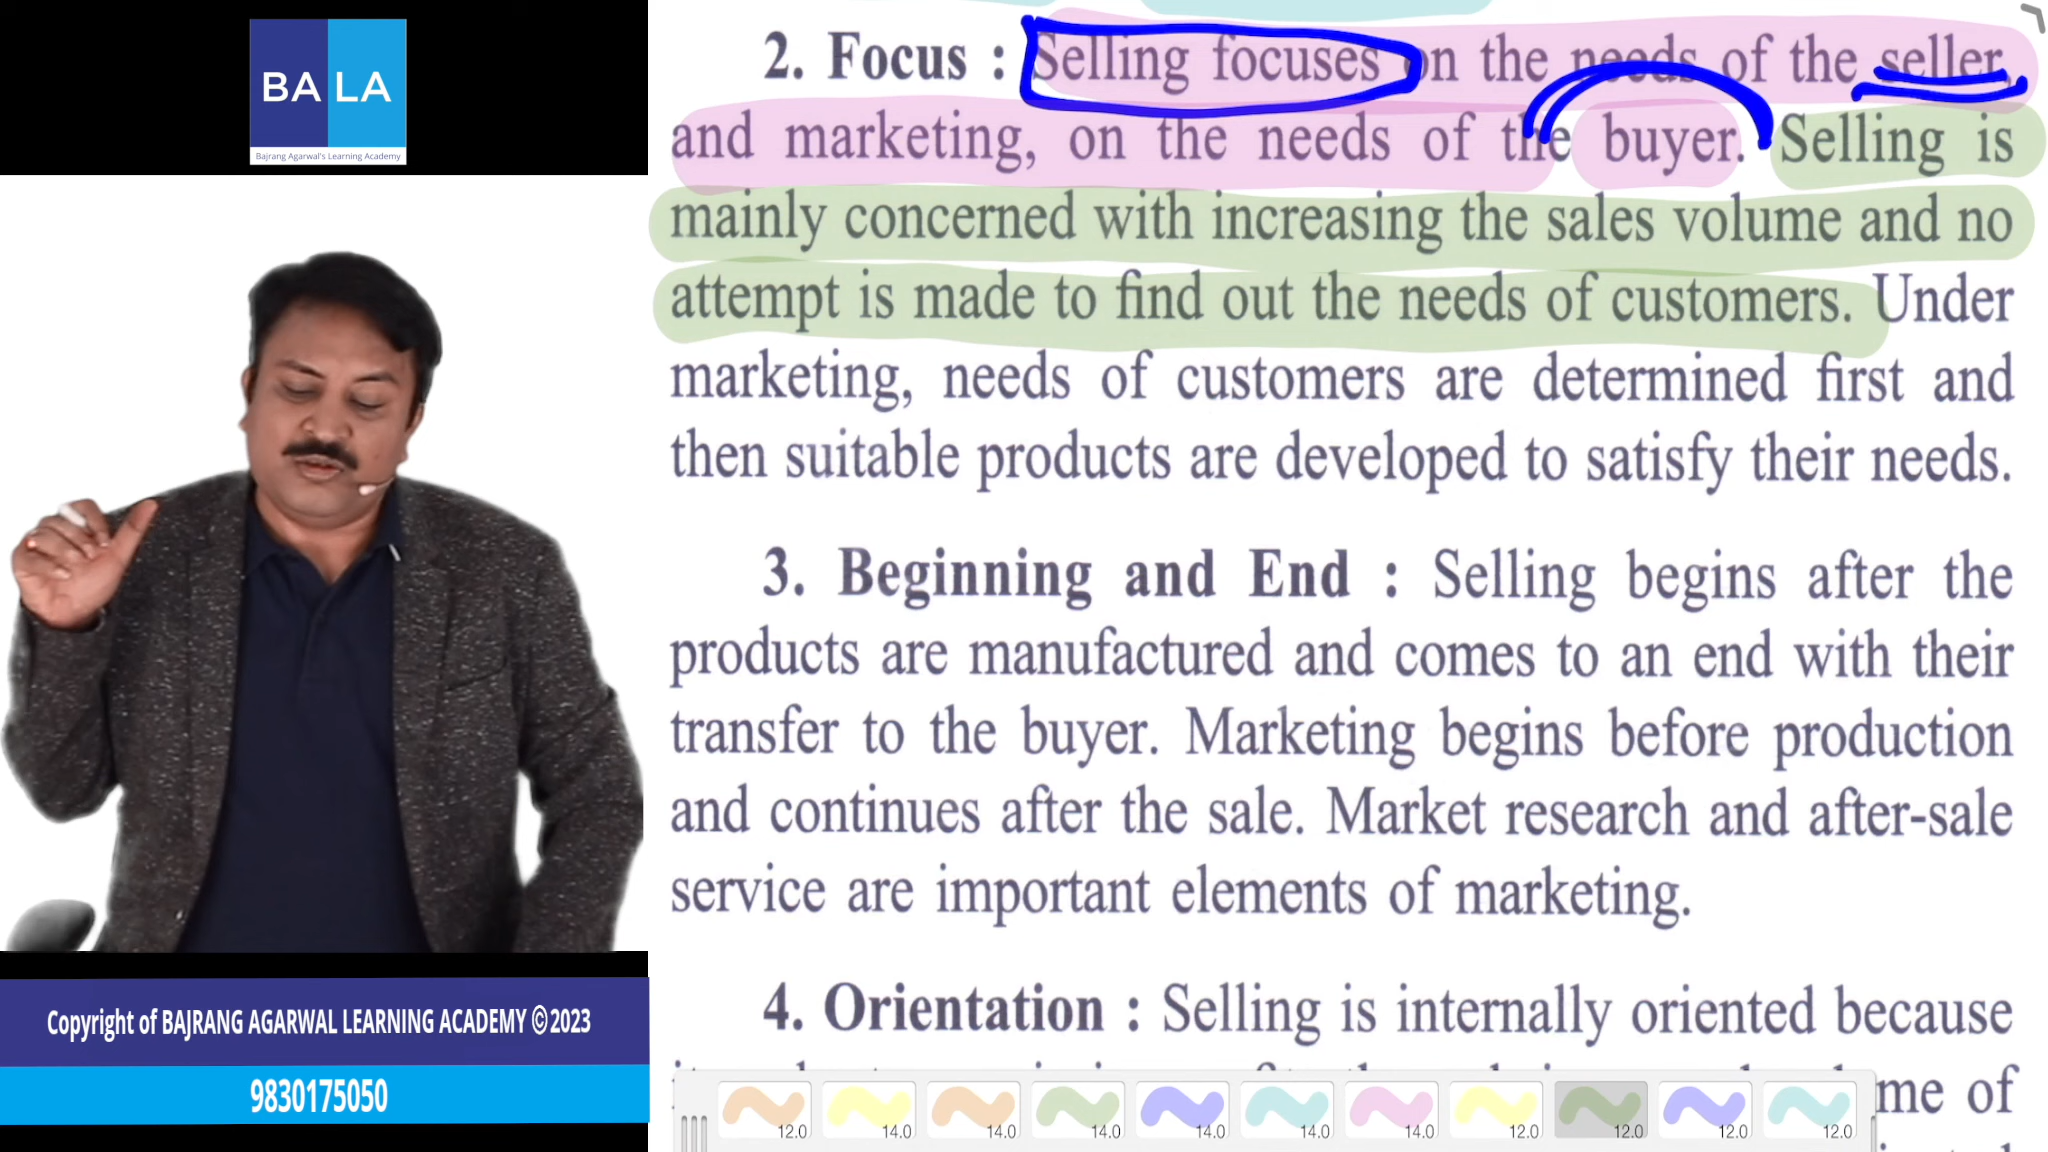 BALA
Bajrang Agarwal's Learning Academy
2. Focus : Selling focuses on the needs of the seller,
and marketing, on the needs of the buyer. Selling is
mainly concerned with increasing the sales volume and no
attempt is made to find out the needs of customers. Under
marketing, needs of customers are determined first and
then suitable products are developed to satisfy their needs.
3. Beginning and End : Selling begins after the
products are manufactured and comes to an end with their
transfer to the buyer. Marketing begins before production
and continues after the sale. Market research and after-sale
service are important elements of marketing.
4. Orientation : Selling is internally oriented because
me of
Copyright of BAJRANG AGARWAL LEARNING ACADEMY ©2023
9830175050
12.0 14.0 14.0 14.0 14.0 14.0 14.0 12.0 12.0 12.0 12.0